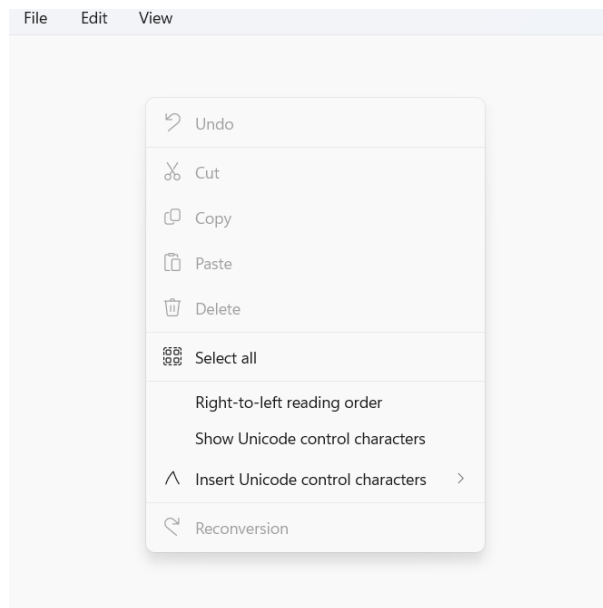 File Edit View
Undo
Cut
Copy
Paste
Delete
Select all
Right-to-left reading order
Show Unicode control characters
Insert Unicode control characters
Reconversion